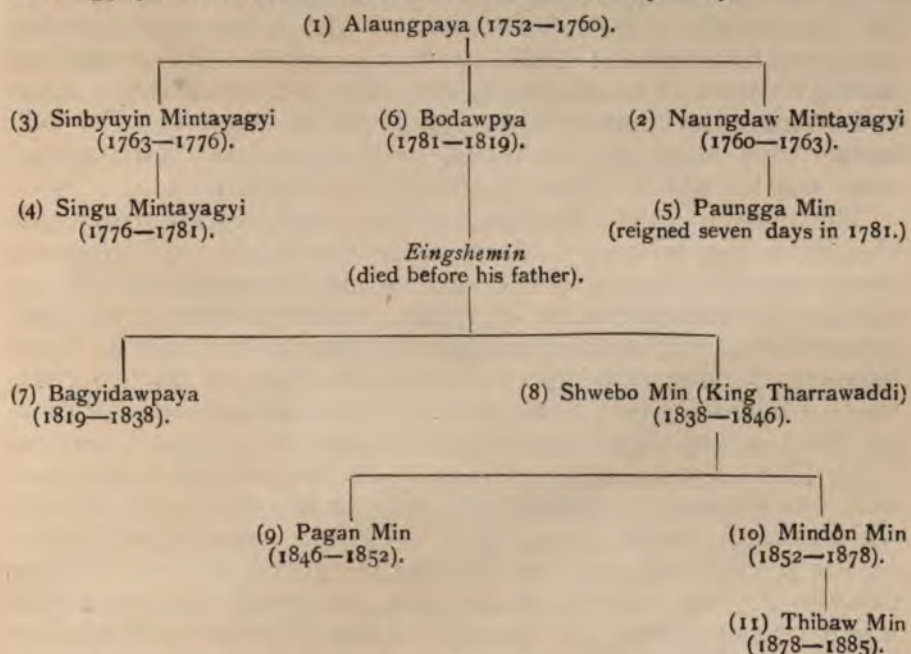 (1) Alaungpaya (1752—1760).
(3) Sinbyuyin Mintayagyi
(1763—1776).
(6) Bodawpya
(1781—1819).
(2) Naungdaw Mintayagyi
(1760—1763).
(4) Singu Mintayagyi
(1776—1781).
(5) Paungga Min
(reigned seven days in 1781.)
Eingshemin
(died before his father).
(7) Bagyidawpaya
(1819—1838).
(8) Shwebo Min (King Tharrawaddi)
(1838—1846).
(9) Pagan Min
(1846—1852).
(10) Mindôn Min
(1852—1878).
(11) Thibaw Min
(1878—1885).